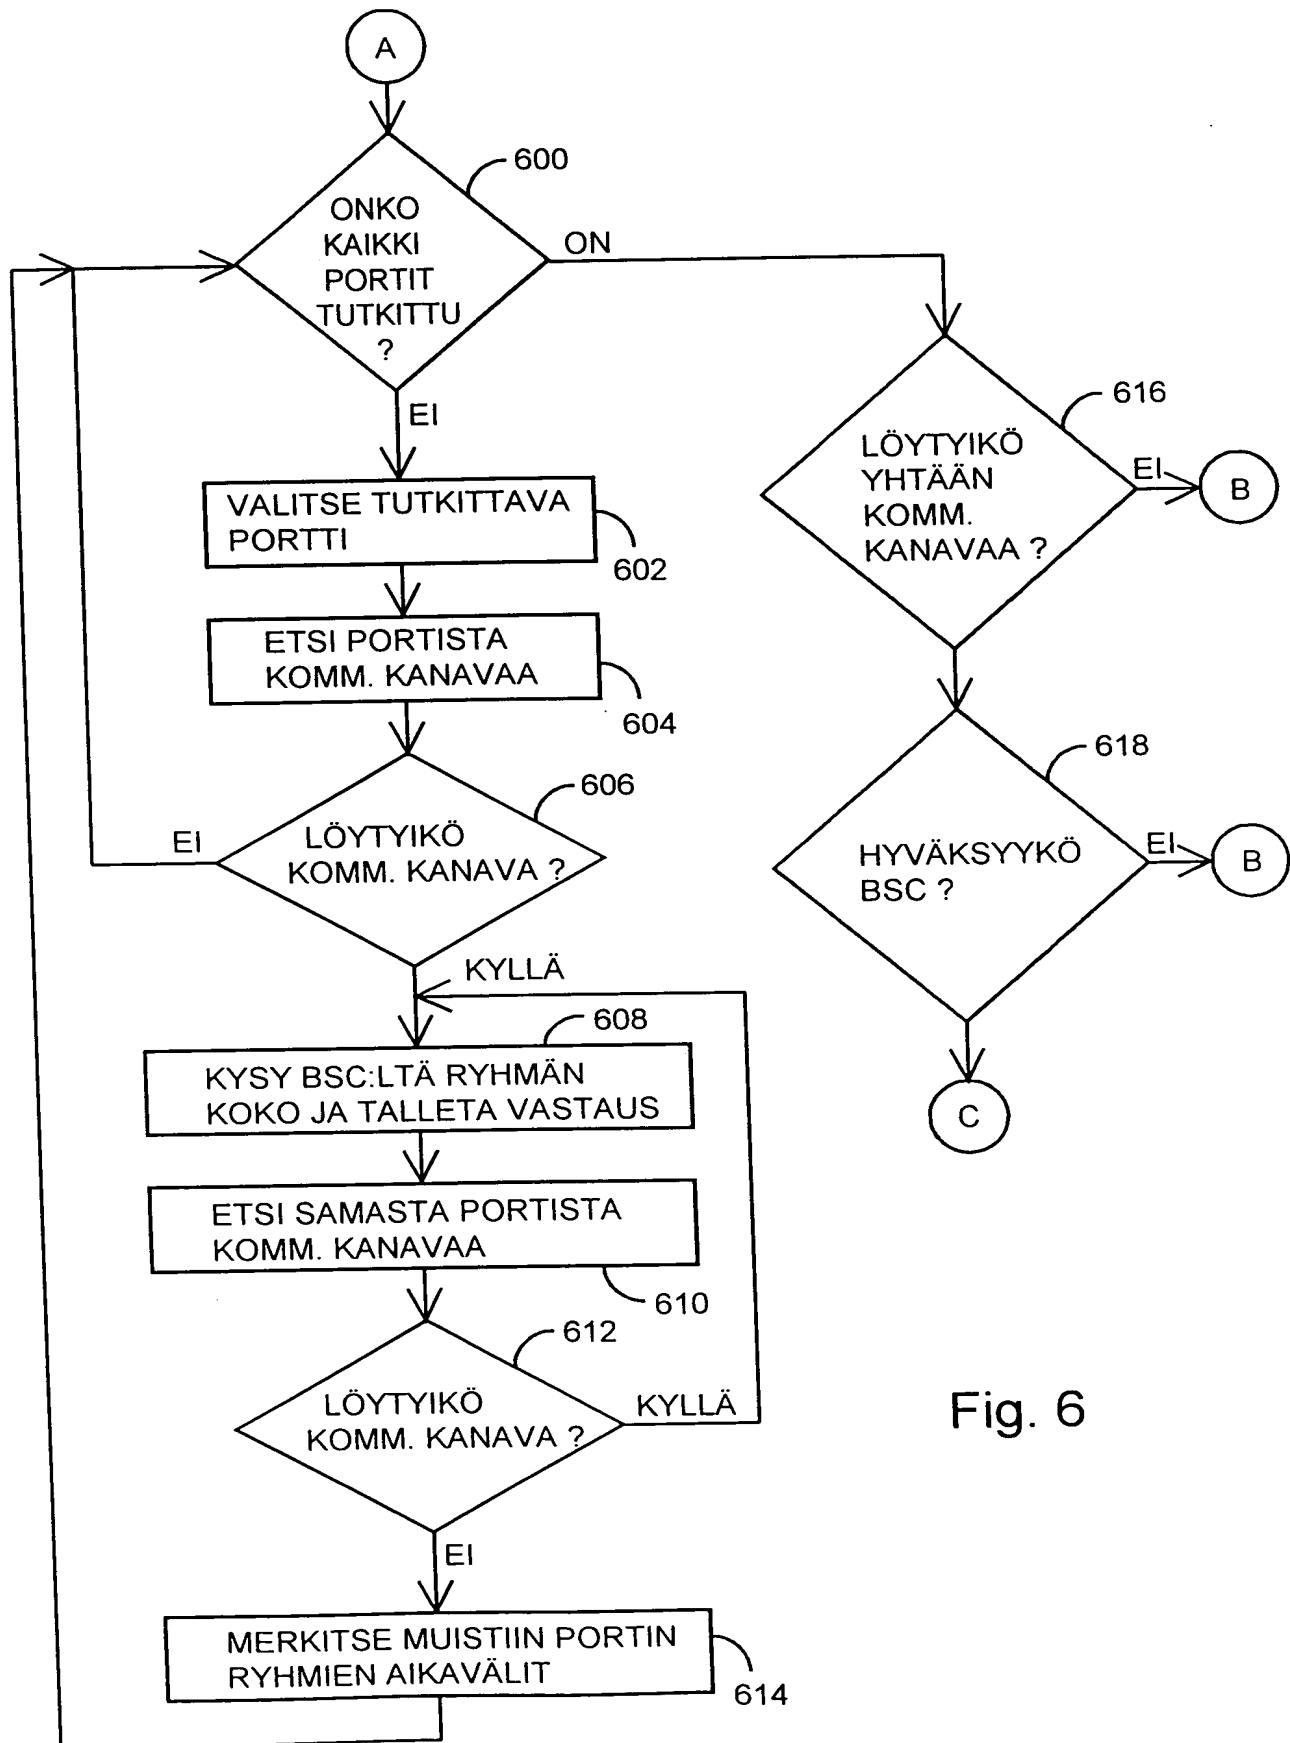 A
600
ONKO
KAIKKI
PORTIT
TUTKITTU
?
ON
EI
VALITSE TUTKITTAVA
PORTTI
602
ETSI PORTISTA
KOMM. KANAVAA
604
606
LÖYTYIKÖ
KOMM. KANAVA ?
EI
KYLLÄ
608
KYSY BSC:LTÄ RYHMÄN
KOKO JA TALLETA VASTAUS
ETSI SAMASTA PORTISTA
KOMM. KANAVAA
610
612
LÖYTYIKÖ
KOMM. KANAVA ?
KYLLÄ
EI
MERKITSE MUISTIIN PORTIN
RYHMIEN AIKAVÄLIT
614
616
LÖYTYIKÖ
YHTÄÄN
KOMM.
KANAVAA ?
EI
B
618
HYVÄKSYYKÖ
BSC ?
EI
B
C
Fig. 6